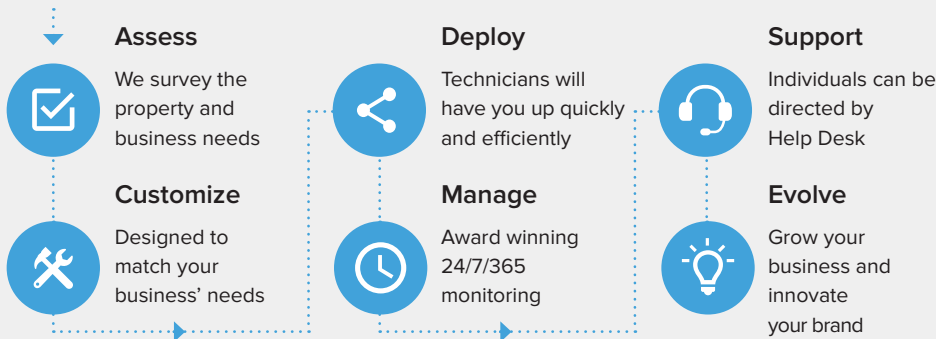 Assess
We survey the
property and
business needs
Customize
Designed to
match your
business’ needs
Deploy
Technicians will
have you up quickly
and efficiently
Manage
Award winning
24/7/365
monitoring
Support
Individuals can be
directed by
Help Desk
Evolve
Grow your
business and
innovate
your brand